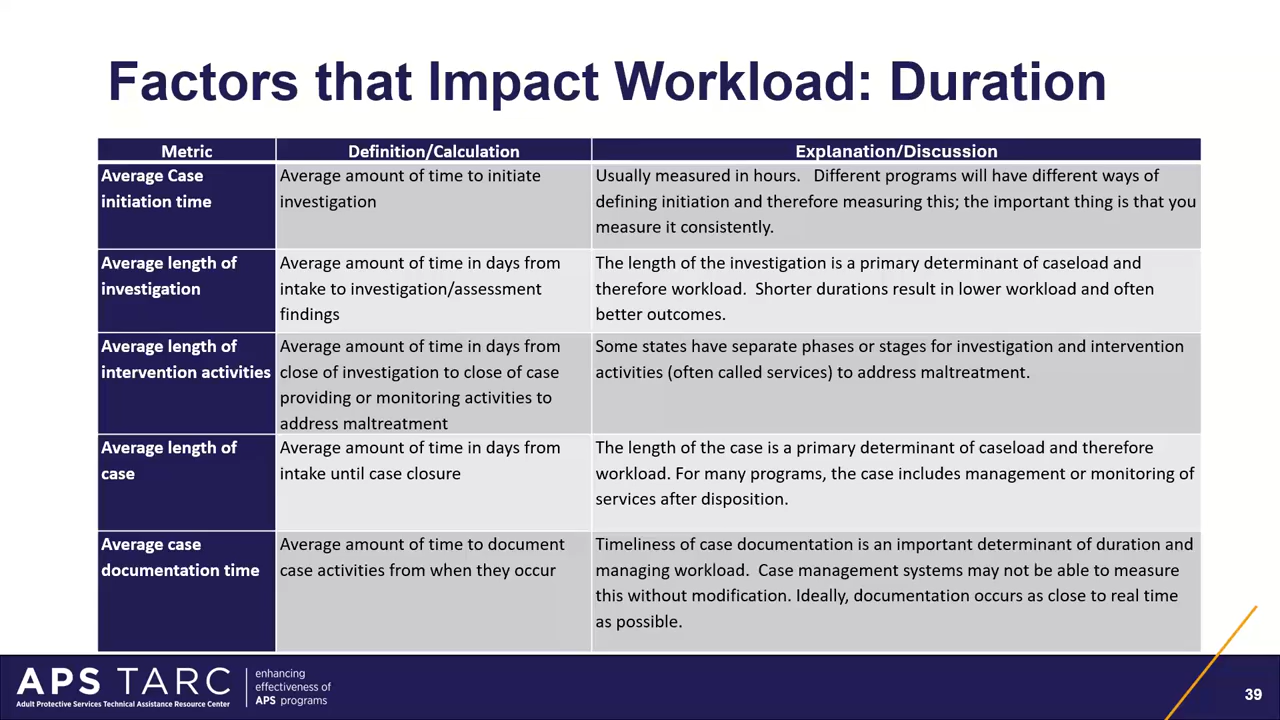 Factors that Impact Workload: Duration
Metric
Definition/Calculation
Explanation/Discussion
Average Case
initiation time
Average amount of time to initiate
investigation
Usually measured in hours.   Different programs will have different ways of
defining initiation and therefore measuring this; the important thing is that you
measure it consistently.
Average length of
investigation
Average amount of time in days from
intake to investigation/assessment
findings
The length of the investigation is a primary determinant of caseload and
therefore workload.  Shorter durations result in lower workload and often
better outcomes.
Average length of
intervention activities
Average amount of time in days from
close of investigation to close of case
providing or monitoring activities to
address maltreatment
Some states have separate phases or stages for investigation and intervention
activities (often called services) to address maltreatment.
Average length of
case
Average amount of time in days from
intake until case closure
The length of the case is a primary determinant of caseload and therefore
workload. For many programs, the case includes management or monitoring of
services after disposition.
Average case
documentation time
Average amount of time to document
case activities from when they occur
Timeliness of case documentation is an important determinant of duration and
managing workload.  Case management systems may not be able to measure
this without modification. Ideally, documentation occurs as close to real time
as possible.
APS TARC
Adult Protective Services Technical Assistance Resource Center
enhancing
effectiveness of
APS programs
39